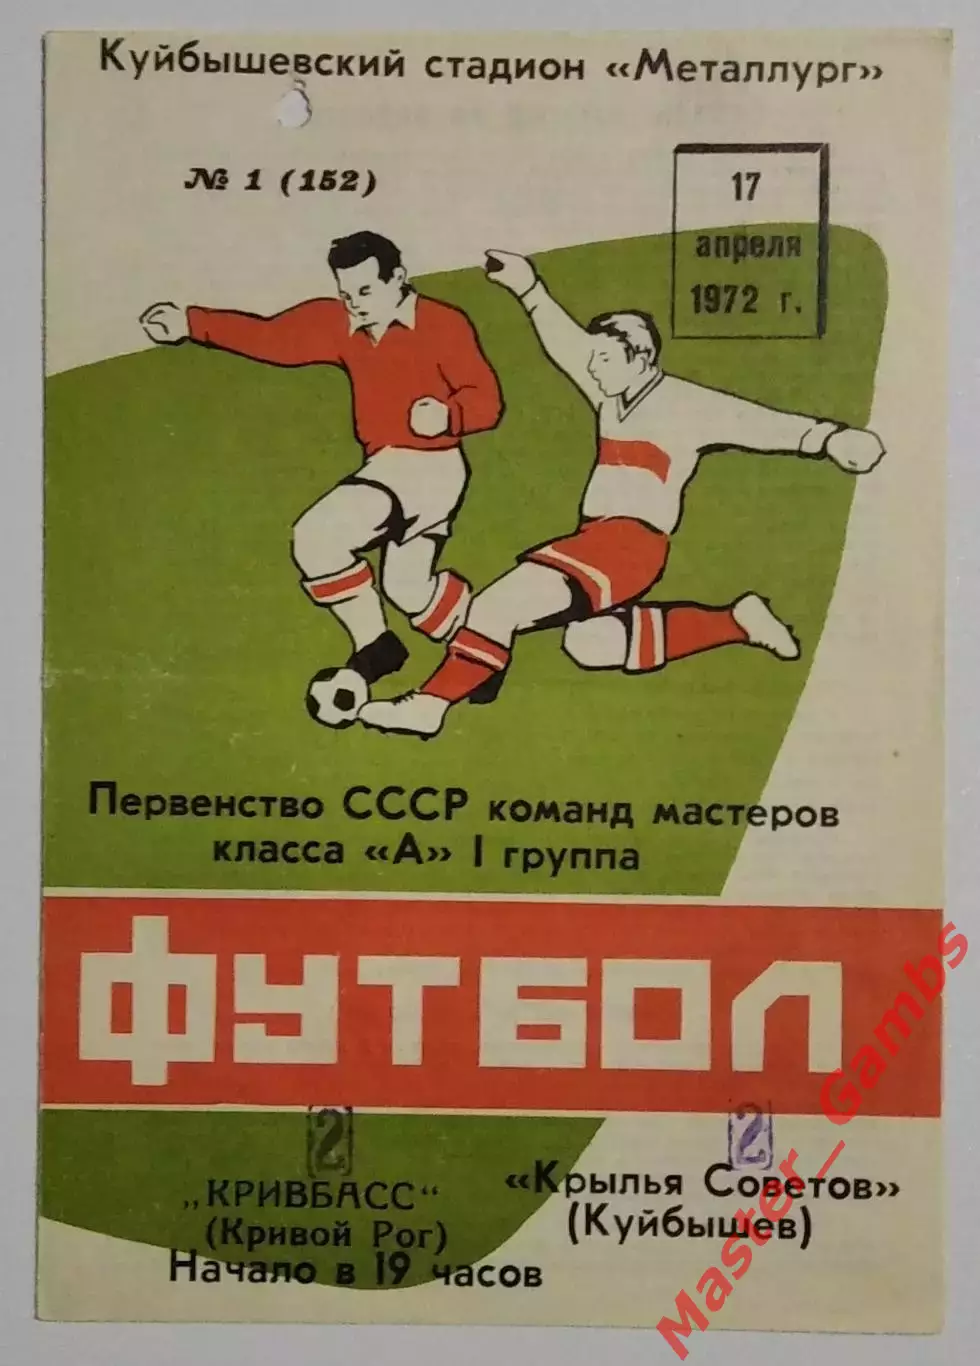 Куйбышевский стадион «Металлург»
№ 1 (152)
17
апреля
1972 г.
Первенство СССР команд мастеров
класса «А» I группа
ФУТБОЛ
2 2
„КРИВБАСС" «Крылья Советов»
(Кривой Рог) (Куйбышев)
Начало в 19 часов
Master_Gambs